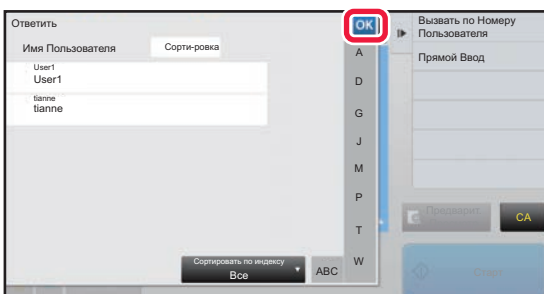 Ответить
OK
Имя Пользователя
Сорти-ровка
User1
User1
tianne
tianne
A
D
G
J
M
P
T
W
Сортировать по индексу
Все
ABC
Вызвать по Номеру
Пользователя
Прямой Ввод
Предварит.
CA
Старт